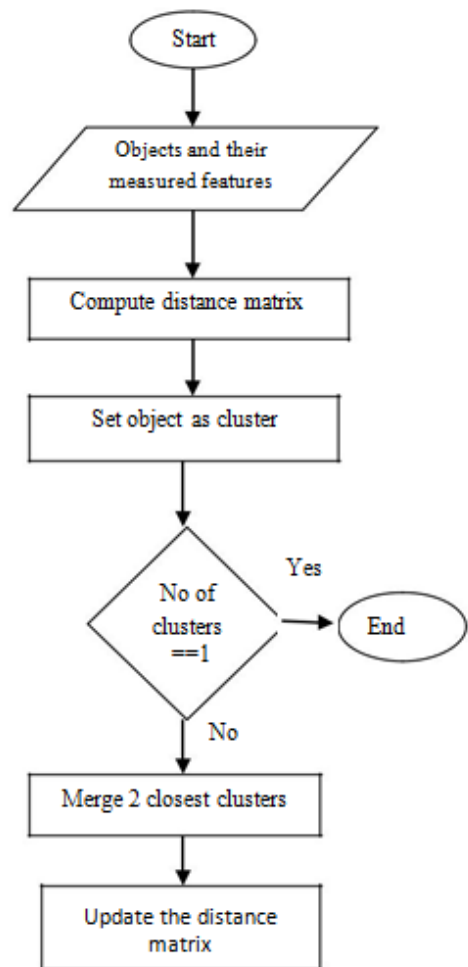 Start
Objects and their
measured features
Compute distance matrix
Set object as cluster
No of
clusters
==1
Yes
End
No
Merge 2 closest clusters
Update the distance
matrix